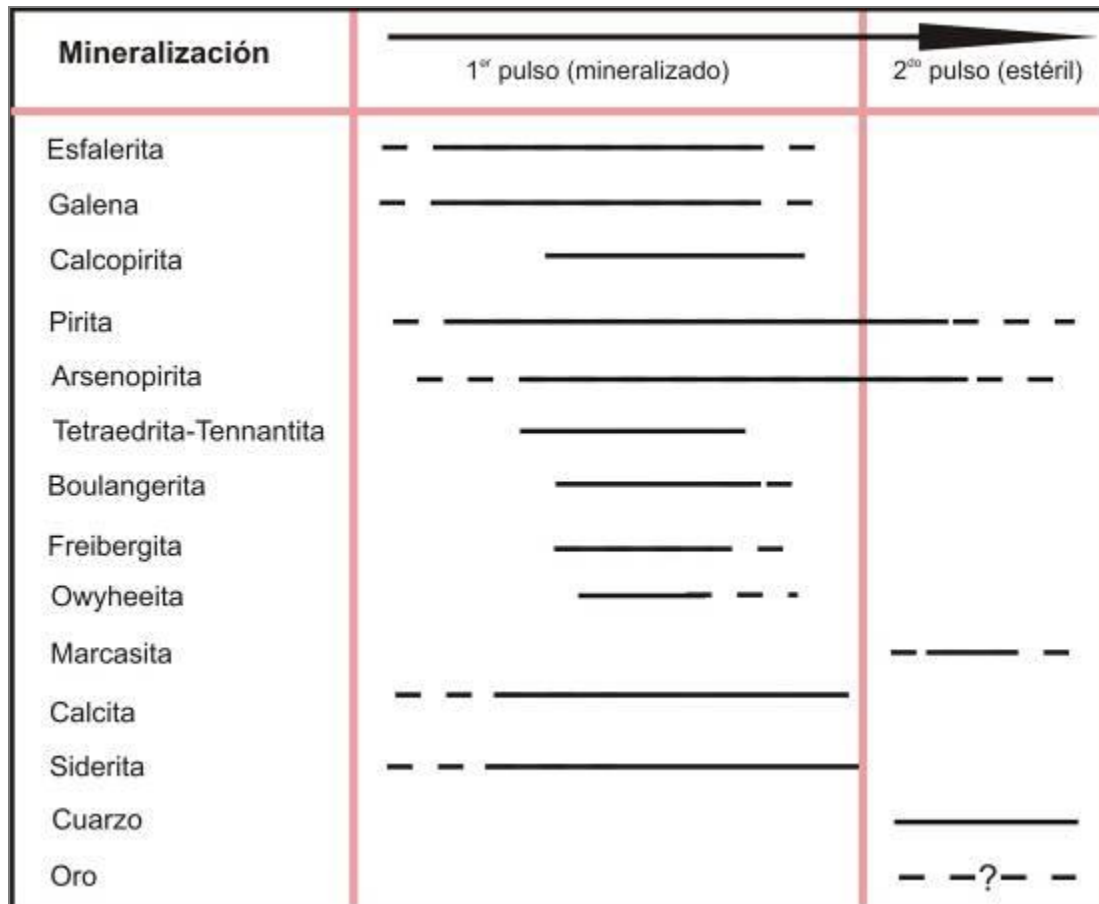 Mineralización
1er pulso (mineralizado)
2do pulso (estéril)
Esfalerita
Galena
Calcopirita
Pirita
Arsenopirita
Tetraedrita-Tennantita
Boulangerita
Freibergita
Owyheeita
Marcasita
Calcita
Siderita
Cuarzo
Oro
?